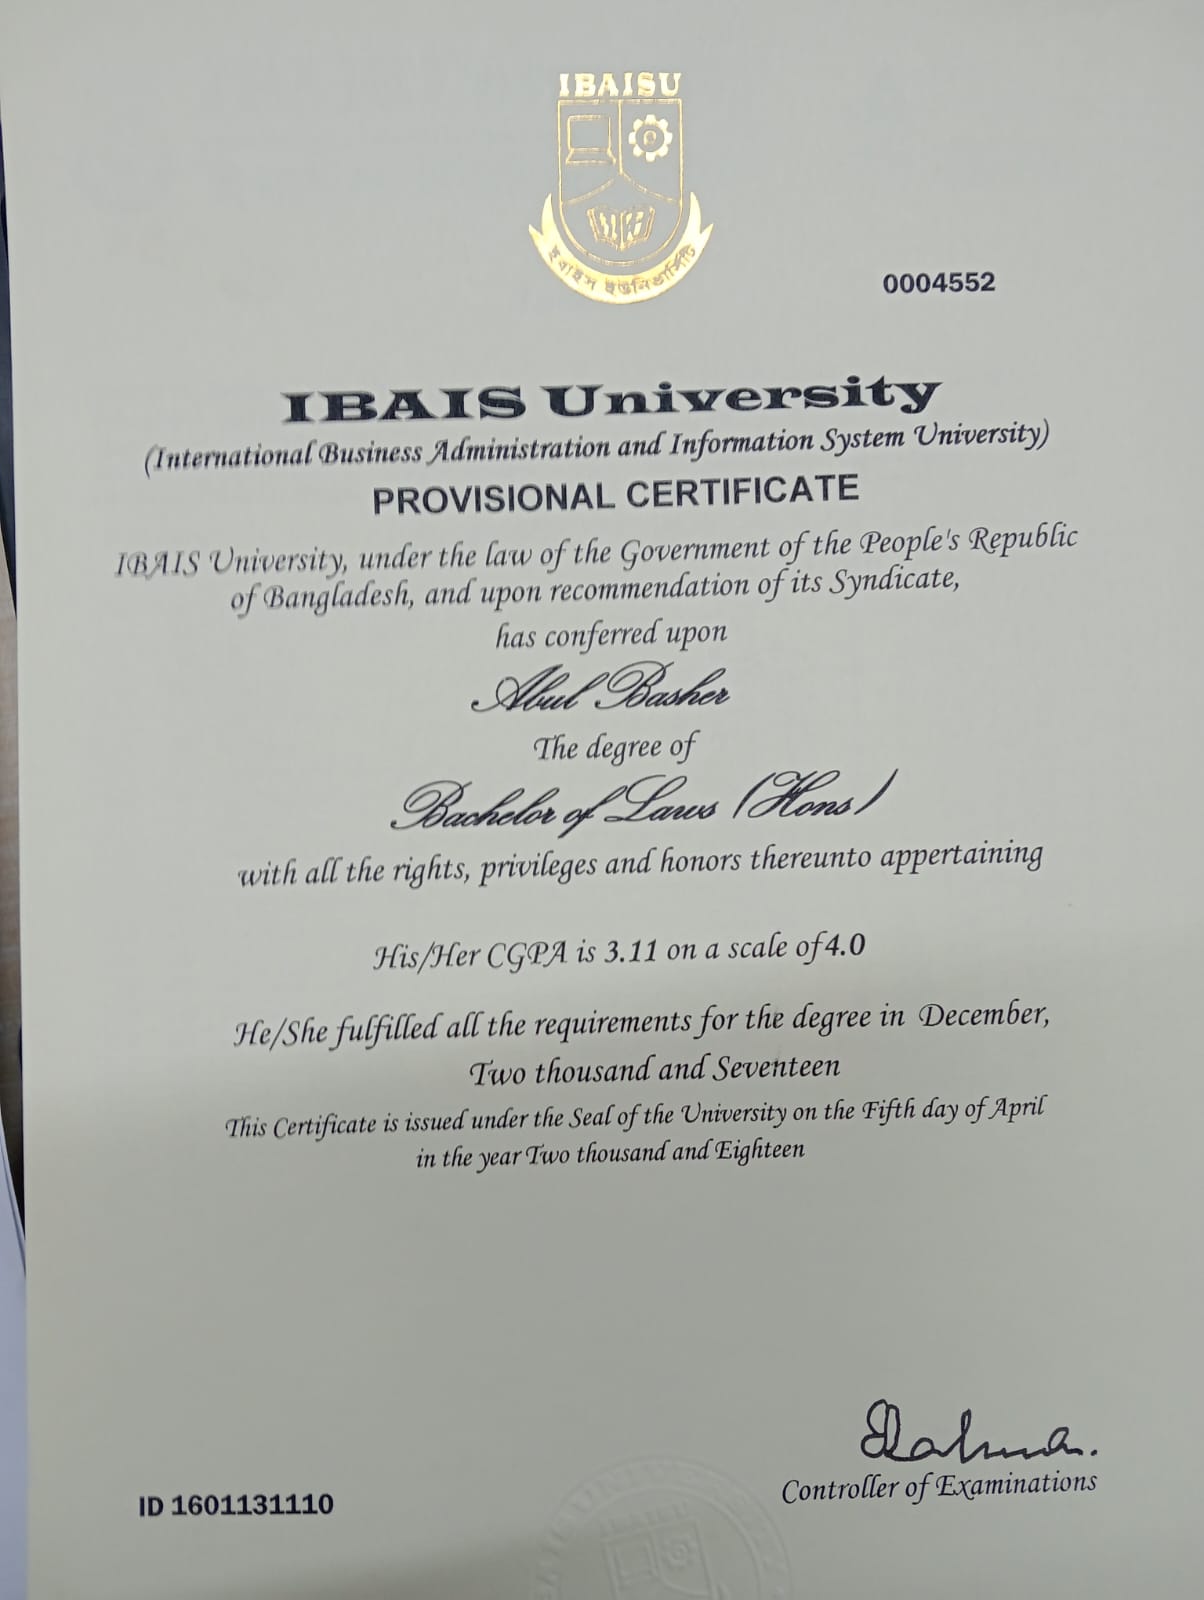 IBAISU
ইবাইস ইউনিভার্সিটি
0004552
IBAIS University
(International Business Administration and Information System University)
PROVISIONAL CERTIFICATE
IBAIS University, under the law of the Government of the People's Republic
of Bangladesh, and upon recommendation of its Syndicate,
has conferred upon
Abul Basher
The degree of
Bachelor of Laws (Hons)
with all the rights, privileges and honors thereunto appertaining
His/Her CGPA is 3.11 on a scale of 4.0
He/She fulfilled all the requirements for the degree in December,
Two thousand and Seventeen
This Certificate is issued under the Seal of the University on the Fifth day of April
in the year Two thousand and Eighteen
Controller of Examinations
ID 1601131110